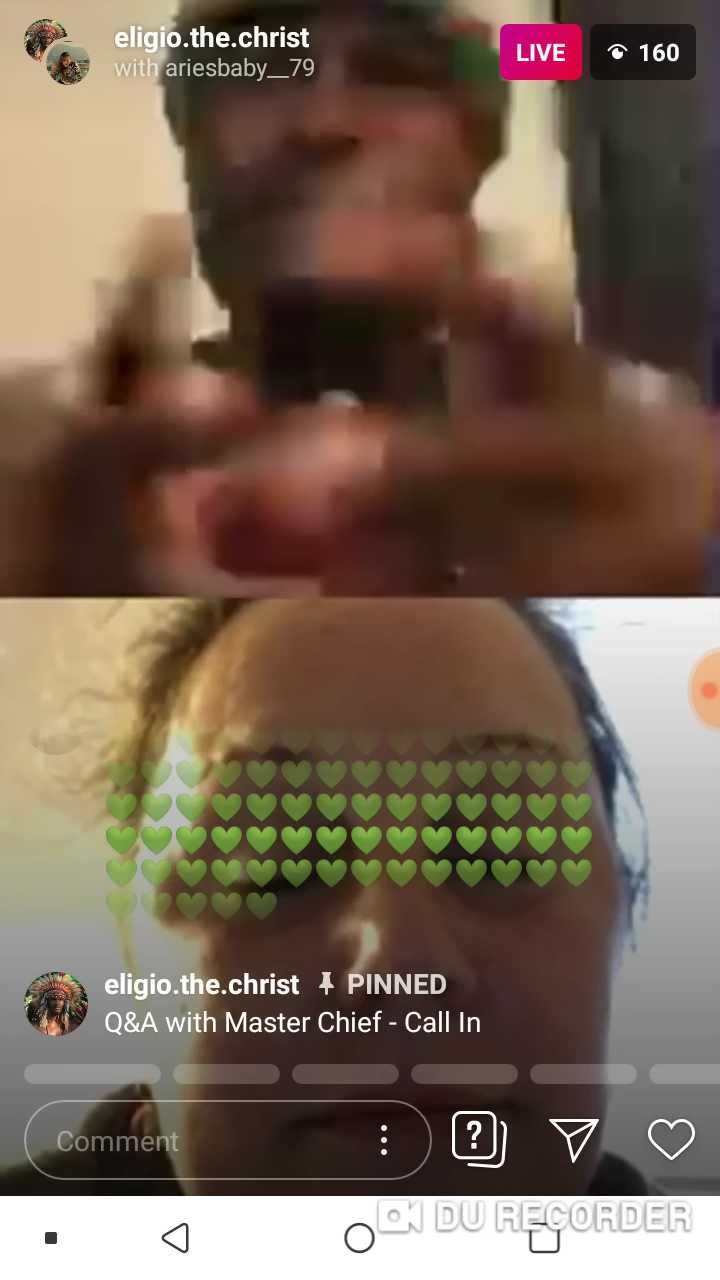 eligio.the.christ
with ariesbaby__79
LIVE
160
eligio.the.christ PINNED
Q&A with Master Chief - Call In
Comment
?
DU RECORDER